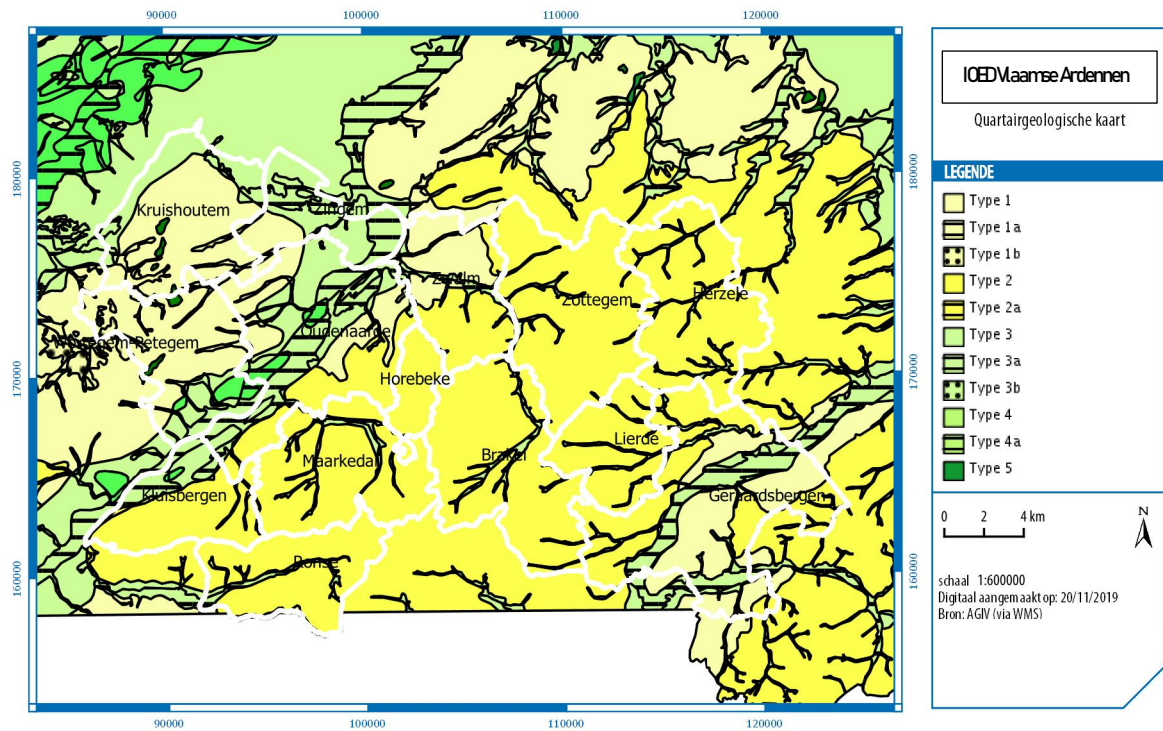 90000
100000
110000
120000
180000
180000
170000
170000
160000
160000
90000
100000
110000
120000
Kruishoutem
Zingem
Zwalm
Zottegem
Herzele
Oudenaarde
Wortegem-Petegem
Horebeke
Lierde
Maarkedal
Brakel
Kluisbergen
Geraardsbergen
Ronse
IOED Vlaamse Ardennen
Quartairgeologische kaart
LEGENDE
Type 1
Type 1a
Type 1b
Type 2
Type 2a
Type 3
Type 3a
Type 3b
Type 4
Type 4a
Type 5
0 2 4 km
N
schaal 1:600000
Digitaal aangemaakt op: 20/11/2019
Bron: AGIV (via WMS)